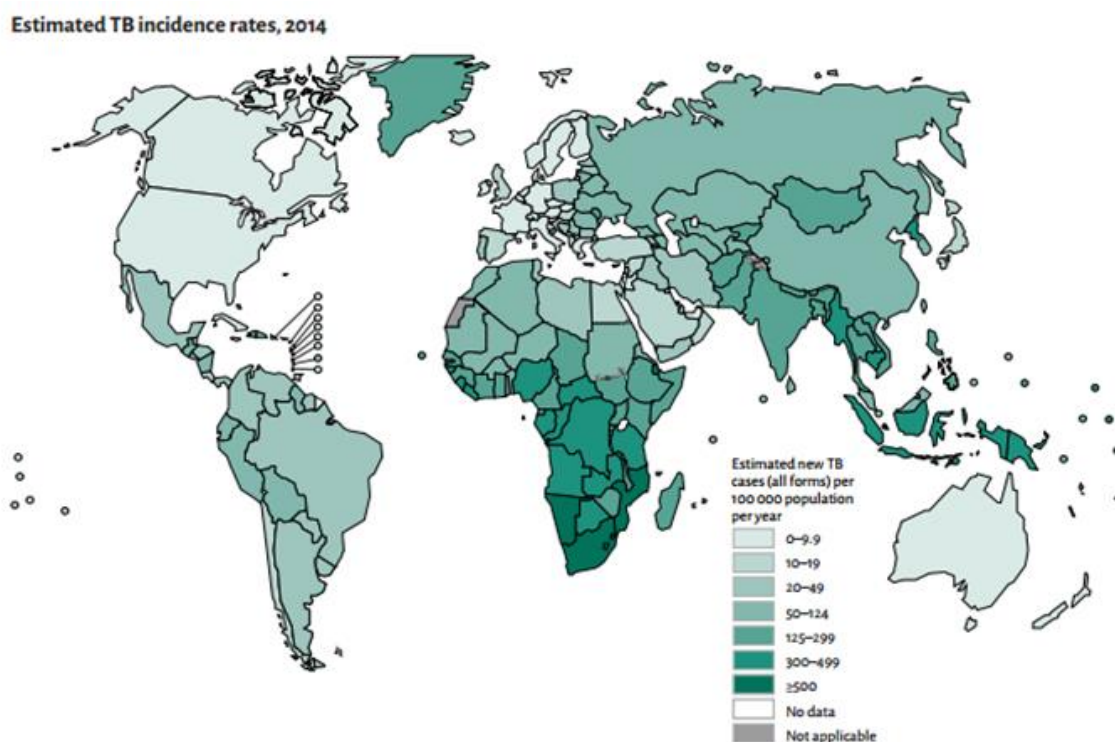 Estimated TB incidence rates, 2014
Estimated new TB
cases (all forms) per
100 000 population
per year
0–9.9
10–19
20–49
50–124
125–299
300–499
≥500
No data
Not applicable